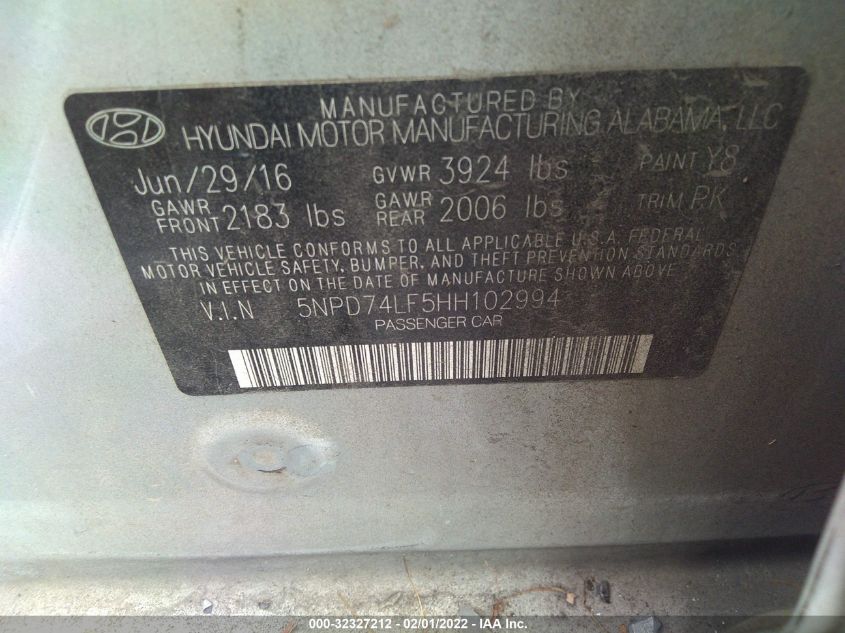 MANUFACTURED BY
HYUNDAI MOTOR MANUFACTURING ALABAMA, LLC
Jun/29/16 GVWR 3924 lbs PAINT Y8
GAWR FRONT 2183 lbs GAWR REAR 2006 lbs TRIM PK
THIS VEHICLE CONFORMS TO ALL APPLICABLE U.S.A. FEDERAL
MOTOR VEHICLE SAFETY, BUMPER, AND THEFT PREVENTION STANDARDS
IN EFFECT ON THE DATE OF MANUFACTURE SHOWN ABOVE.
V.I.N 5NPD74LF5HH102994
PASSENGER CAR
000-32327212 - 02/01/2022 - IAA Inc.